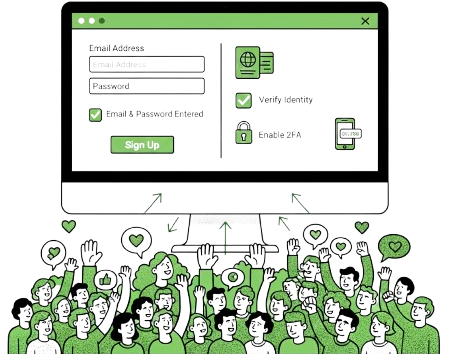 Email Address
Email Address
Password
Email & Password Entered
Sign Up
Verify Identity
Enable 2FA